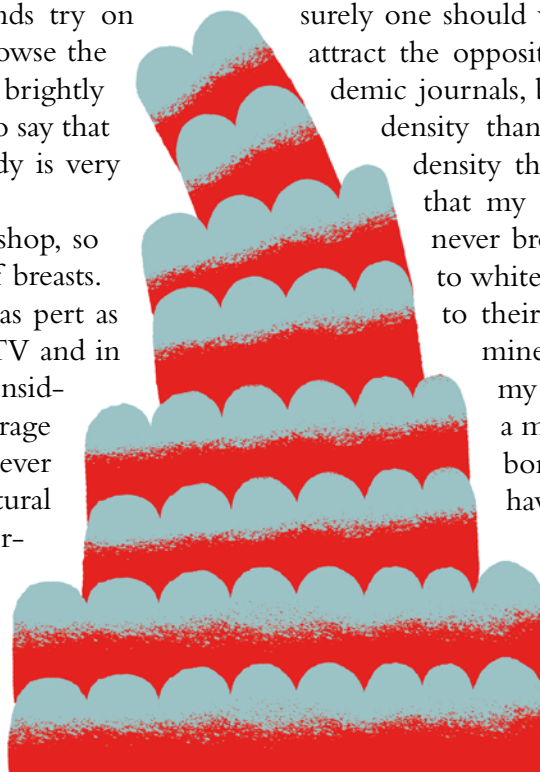 nds try on
owse the
brightly
o say that
dy is very
shop, so
f breasts.
as pert as
TV and in
nsid-
rage
ever
tural
r-
surely one should
attract the opposit
demic journals, b
density than
density th
that my
never bre
to white
to their
mine
my
a m
bor
hav